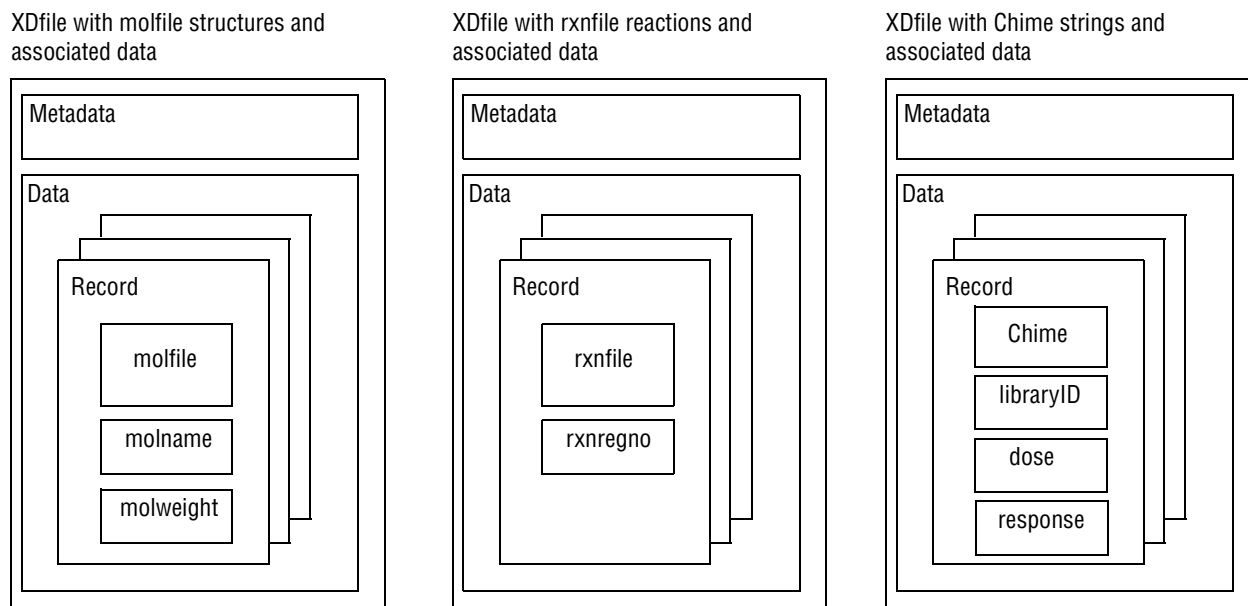 XDfile with molfile structures and
associated data
Metadata
Data
Record
molfile
molname
molweight
XDfile with rxnfile reactions and
associated data
Metadata
Data
Record
rxnfile
rxnregno
XDfile with Chime strings and
associated data
Metadata
Data
Record
Chime
libraryID
dose
response